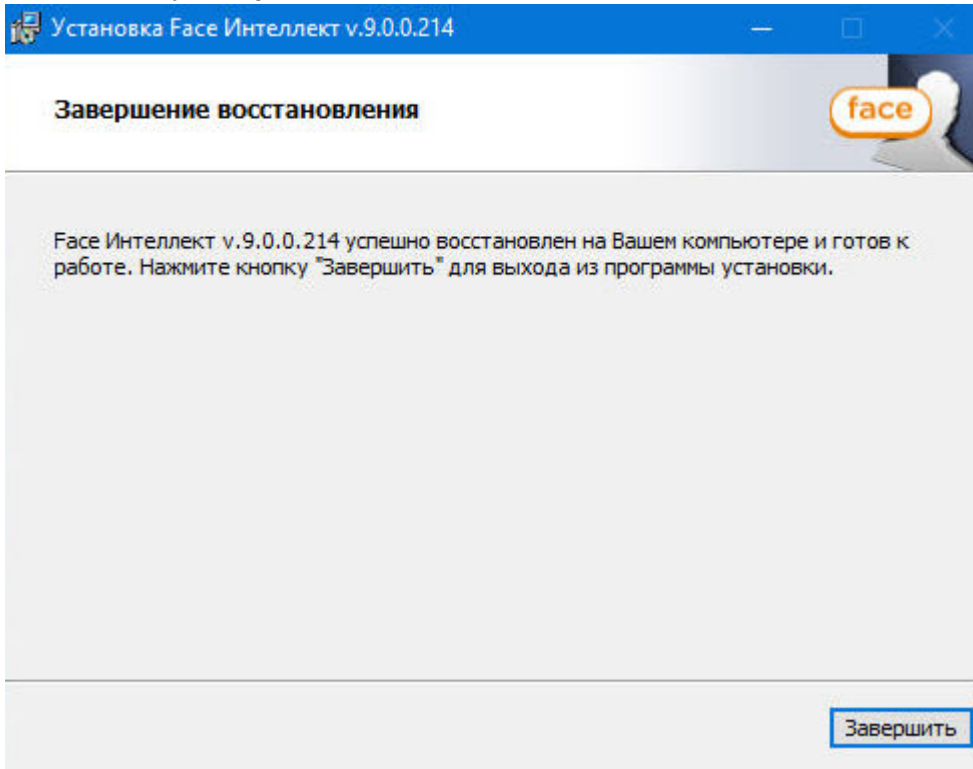 Установка Face Интеллект v.9.0.0.214
Завершение восстановления
face
Face Интеллект v.9.0.0.214 успешно восстановлен на Вашем компьютере и готов к
работе. Нажмите кнопку "Завершить" для выхода из программы установки.
Завершить